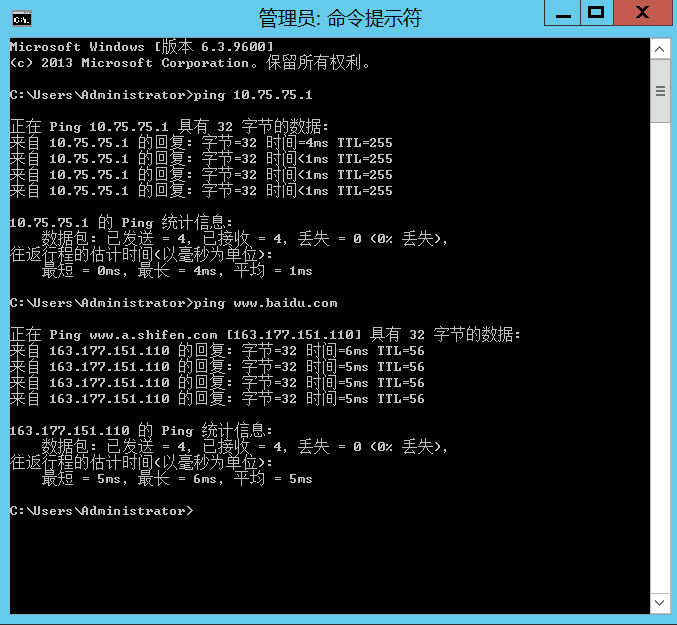 管理员: 命令提示符
Microsoft Windows [版本 6.3.9600]
(c) 2013 Microsoft Corporation。保留所有权利。
C:\Users\Administrator>ping 10.75.75.1
正在 Ping 10.75.75.1 具有 32 字节的数据:
来自 10.75.75.1 的回复: 字节=32 时间=4ms TTL=255
来自 10.75.75.1 的回复: 字节=32 时间<1ms TTL=255
来自 10.75.75.1 的回复: 字节=32 时间<1ms TTL=255
来自 10.75.75.1 的回复: 字节=32 时间<1ms TTL=255
10.75.75.1 的 Ping 统计信息:
数据包: 已发送 = 4, 已接收 = 4, 丢失 = 0 (0% 丢失),
往返行程的估计时间(以毫秒为单位):
最短 = 0ms, 最长 = 4ms, 平均 = 1ms
C:\Users\Administrator>ping www.baidu.com
正在 Ping www.a.shifen.com [163.177.151.110] 具有 32 字节的数据:
来自 163.177.151.110 的回复: 字节=32 时间=6ms TTL=56
来自 163.177.151.110 的回复: 字节=32 时间=5ms TTL=56
来自 163.177.151.110 的回复: 字节=32 时间=5ms TTL=56
来自 163.177.151.110 的回复: 字节=32 时间=5ms TTL=56
163.177.151.110 的 Ping 统计信息:
数据包: 已发送 = 4, 已接收 = 4, 丢失 = 0 (0% 丢失),
往返行程的估计时间(以毫秒为单位):
最短 = 5ms, 最长 = 6ms, 平均 = 5ms
C:\Users\Administrator>